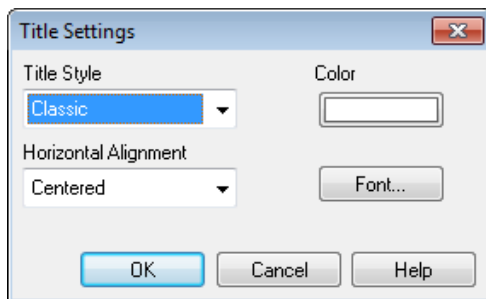 Title Settings
Title Style
Color
Classic
Horizontal Alignment
Centered
Font...
OK
Cancel
Help